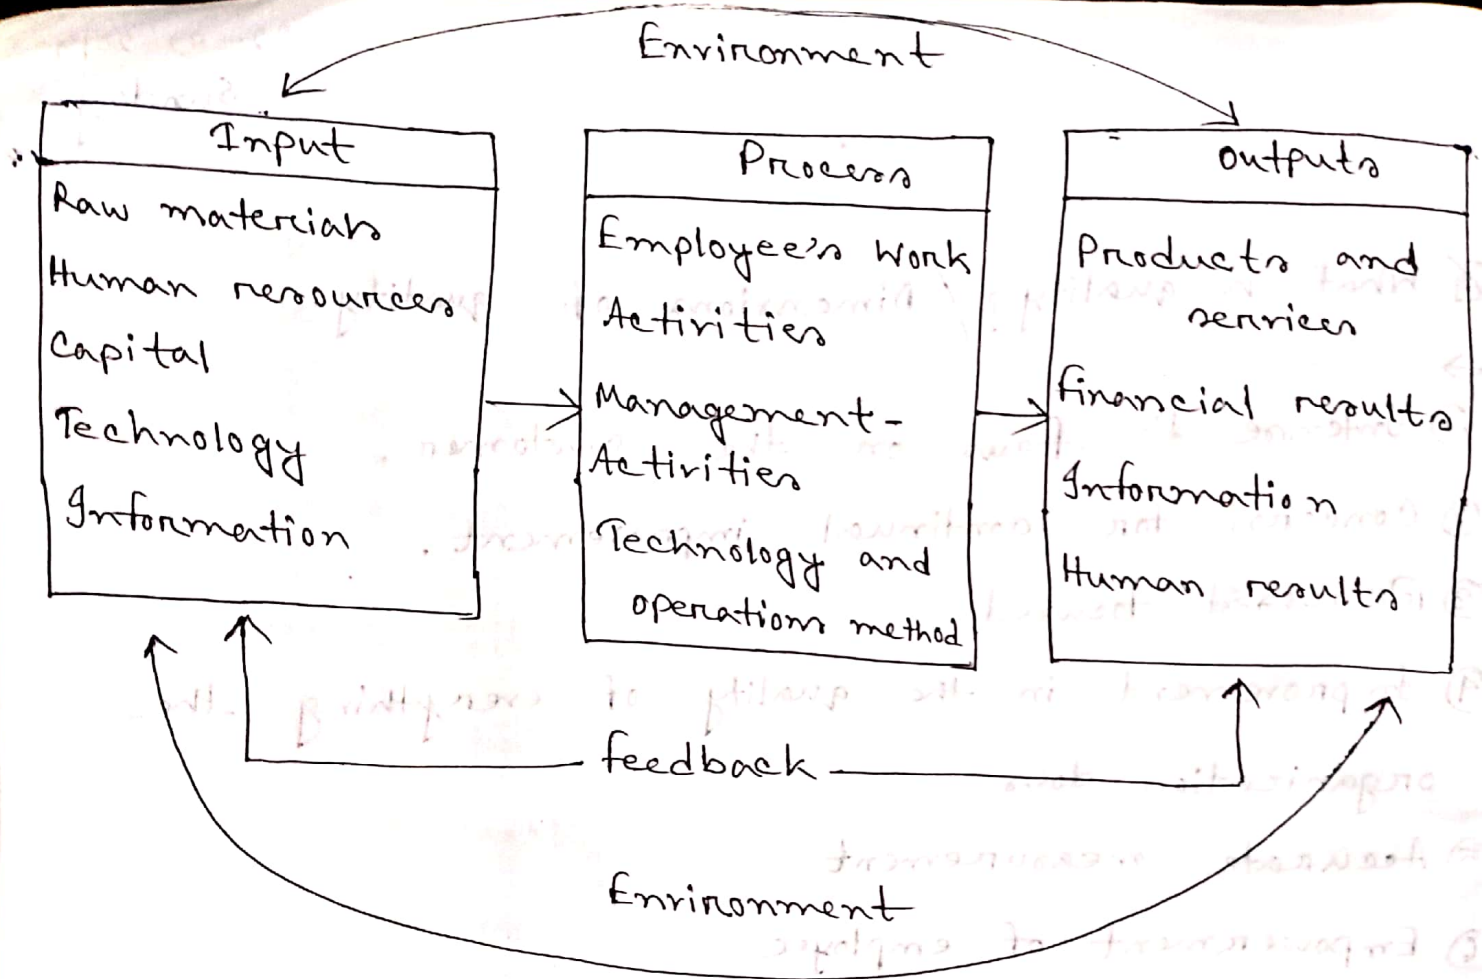 Environment
Input
Raw materials
Human resources
Capital
Technology
Information
Process
Employee's Work
Activities
Management-
Activities
Technology and
operations method
outputs
Products and
services
financial results
Information
Human results
feedback
Environment